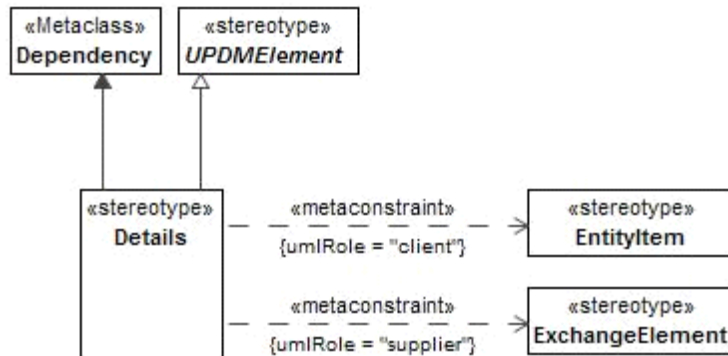 «Metaclass»
Dependency
«stereotype»
UPDMElement
«stereotype»
Details
«metaconstraint»
{umlRole = "client"}
«stereotype»
EntityItem
«metaconstraint»
{umlRole = "supplier"}
«stereotype»
ExchangeElement